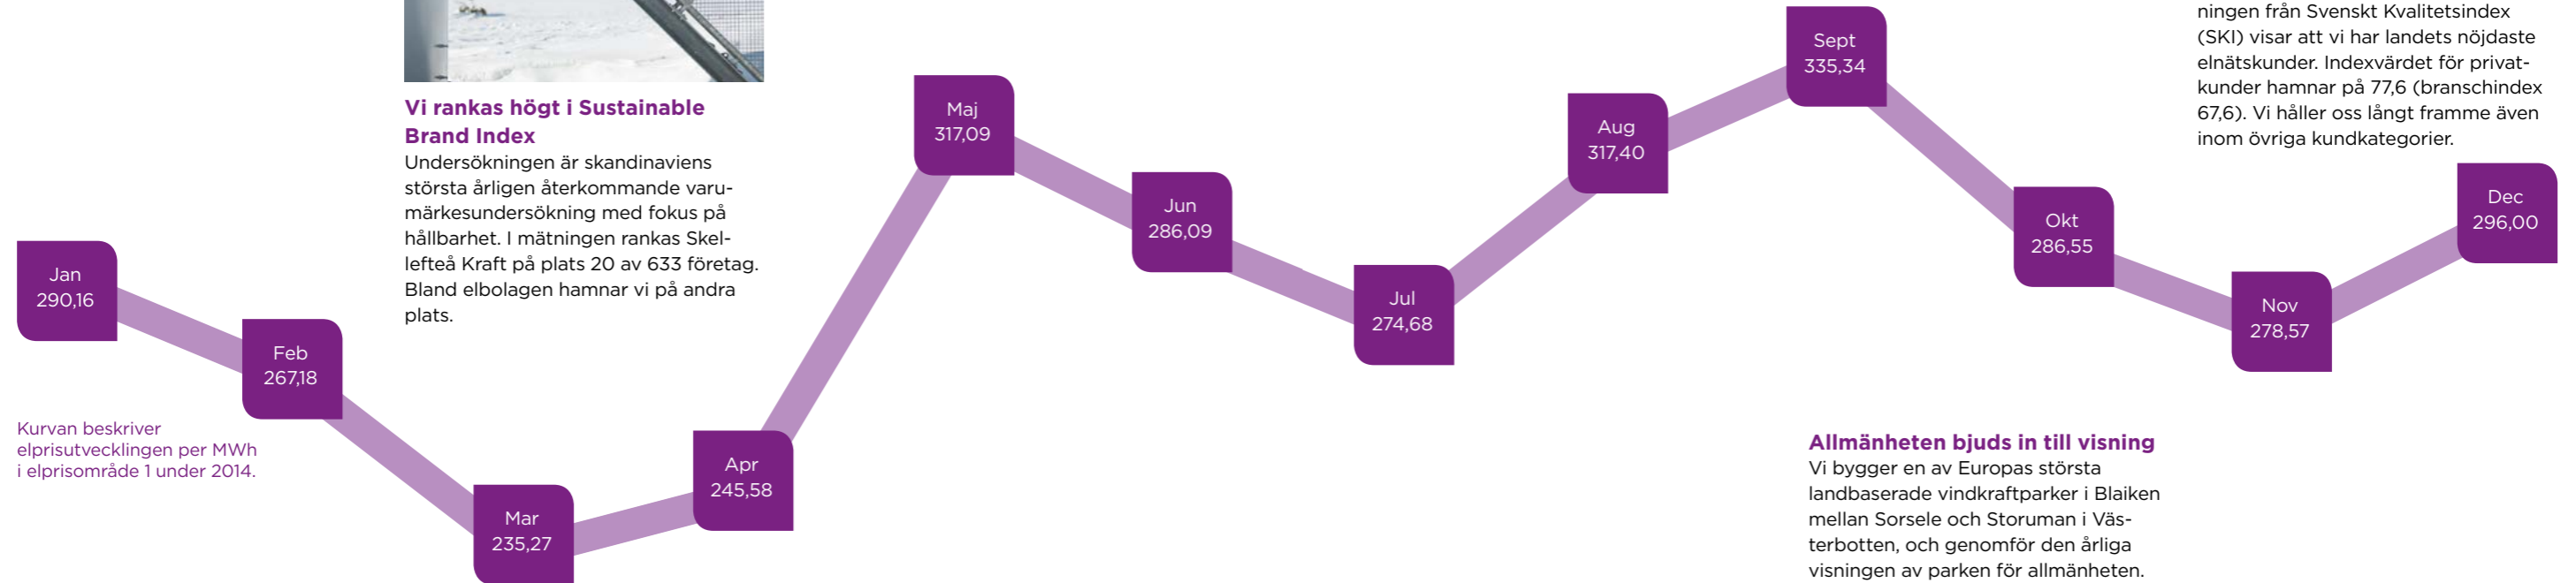 Jan
290,16
Feb
267,18
Kurvan beskriver
elprisutvecklingen per MWh
i elprisområde 1 under 2014.
Vi rankas högt i Sustainable
Brand Index
Undersökningen är skandinaviens
största årligen återkommande varu-
märkesundersökning med fokus på
hållbarhet. I mätningen rankas Skel-
lefteå Kraft på plats 20 av 633 företag.
Bland elbolagen hamnar vi på andra
plats.
Mar
235,27
Apr
245,58
Maj
317,09
Jun
286,09
Jul
274,68
Aug
317,40
Sept
335,34
Okt
286,55
Nov
278,57
Dec
296,00
ningen från Svenskt Kvalitetsindex
(SKI) visar att vi har landets nöjdaste
elnätskunder. Indexvärdet för privat-
kunder hamnar på 77,6 (branschindex
67,6). Vi håller oss långt framme även
inom övriga kundkategorier.
Allmänheten bjuds in till visning
Vi bygger en av Europas största
landbaserade vindkraftparker i Blaiken
mellan Sorsele och Storuman i Väs-
terbotten, och genomför den årliga
visningen av parken för allmänheten.